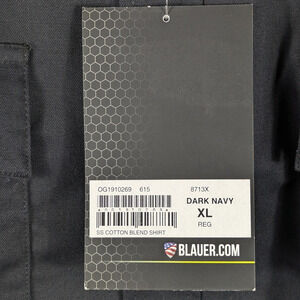 OG1910269 615 8713X
DARK NAVY
XL
REG
SS COTTON BLEND SHIRT
BLAUER.COM